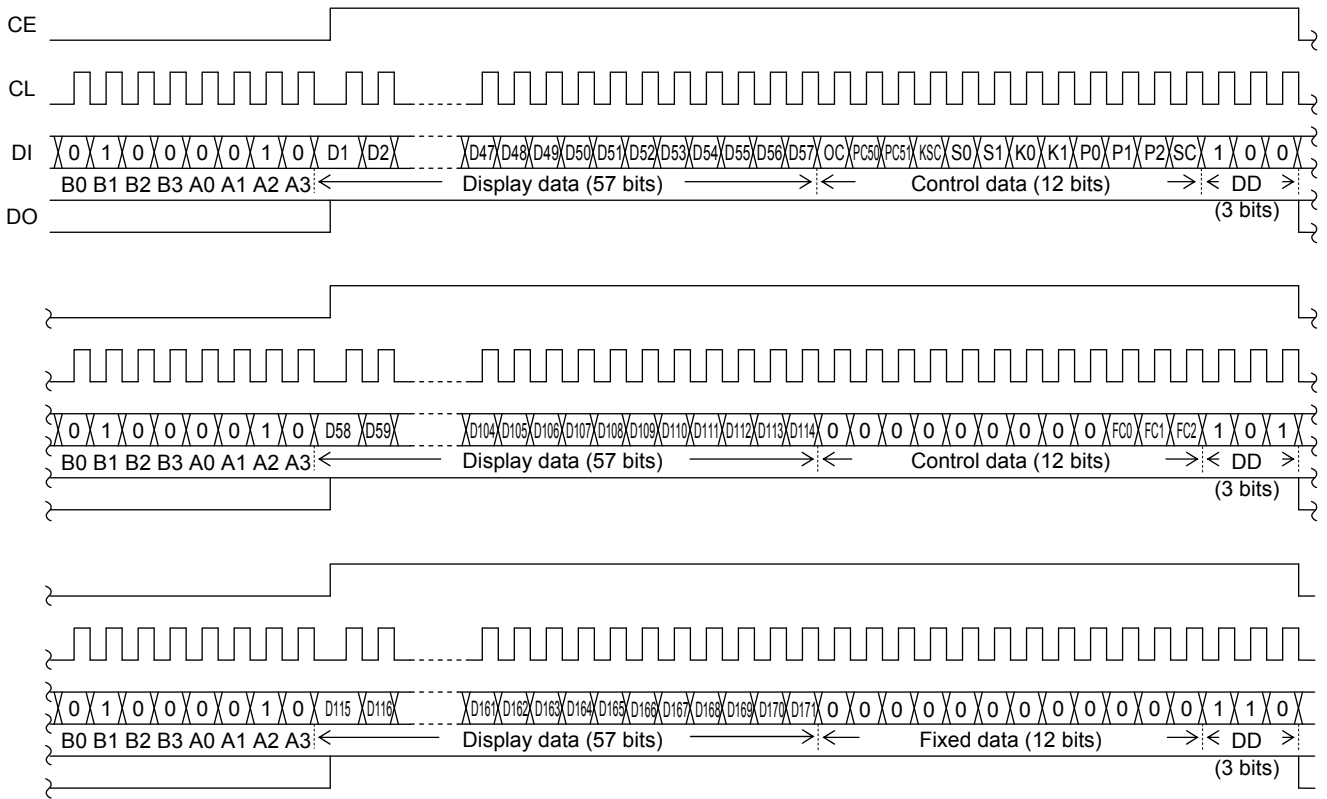 CE
CL
DI 0 1 0 0 0 0 1 0 D1 D2 D47 D48 D49 D50 D51 D52 D53 D54 D55 D56 D57 OC PC50 PC51 KSC S0 S1 K0 K1 P0 P1 P2 SC 1 0 0
B0 B1 B2 B3 A0 A1 A2 A3 Display data (57 bits) Control data (12 bits) DD
(3 bits)
DO
0 1 0 0 0 0 1 0 D58 D59 D104 D105 D106 D107 D108 D109 D110 D111 D112 D113 D114 0 0 0 0 0 0 0 0 0 FC0 FC1 FC2 1 0 1
B0 B1 B2 B3 A0 A1 A2 A3 Display data (57 bits) Control data (12 bits) DD
(3 bits)
0 1 0 0 0 0 1 0 D115 D116 D161 D162 D163 D164 D165 D166 D167 D168 D169 D170 D171 0 0 0 0 0 0 0 0 0 0 0 0 1 1 0
B0 B1 B2 B3 A0 A1 A2 A3 Display data (57 bits) Fixed data (12 bits) DD
(3 bits)